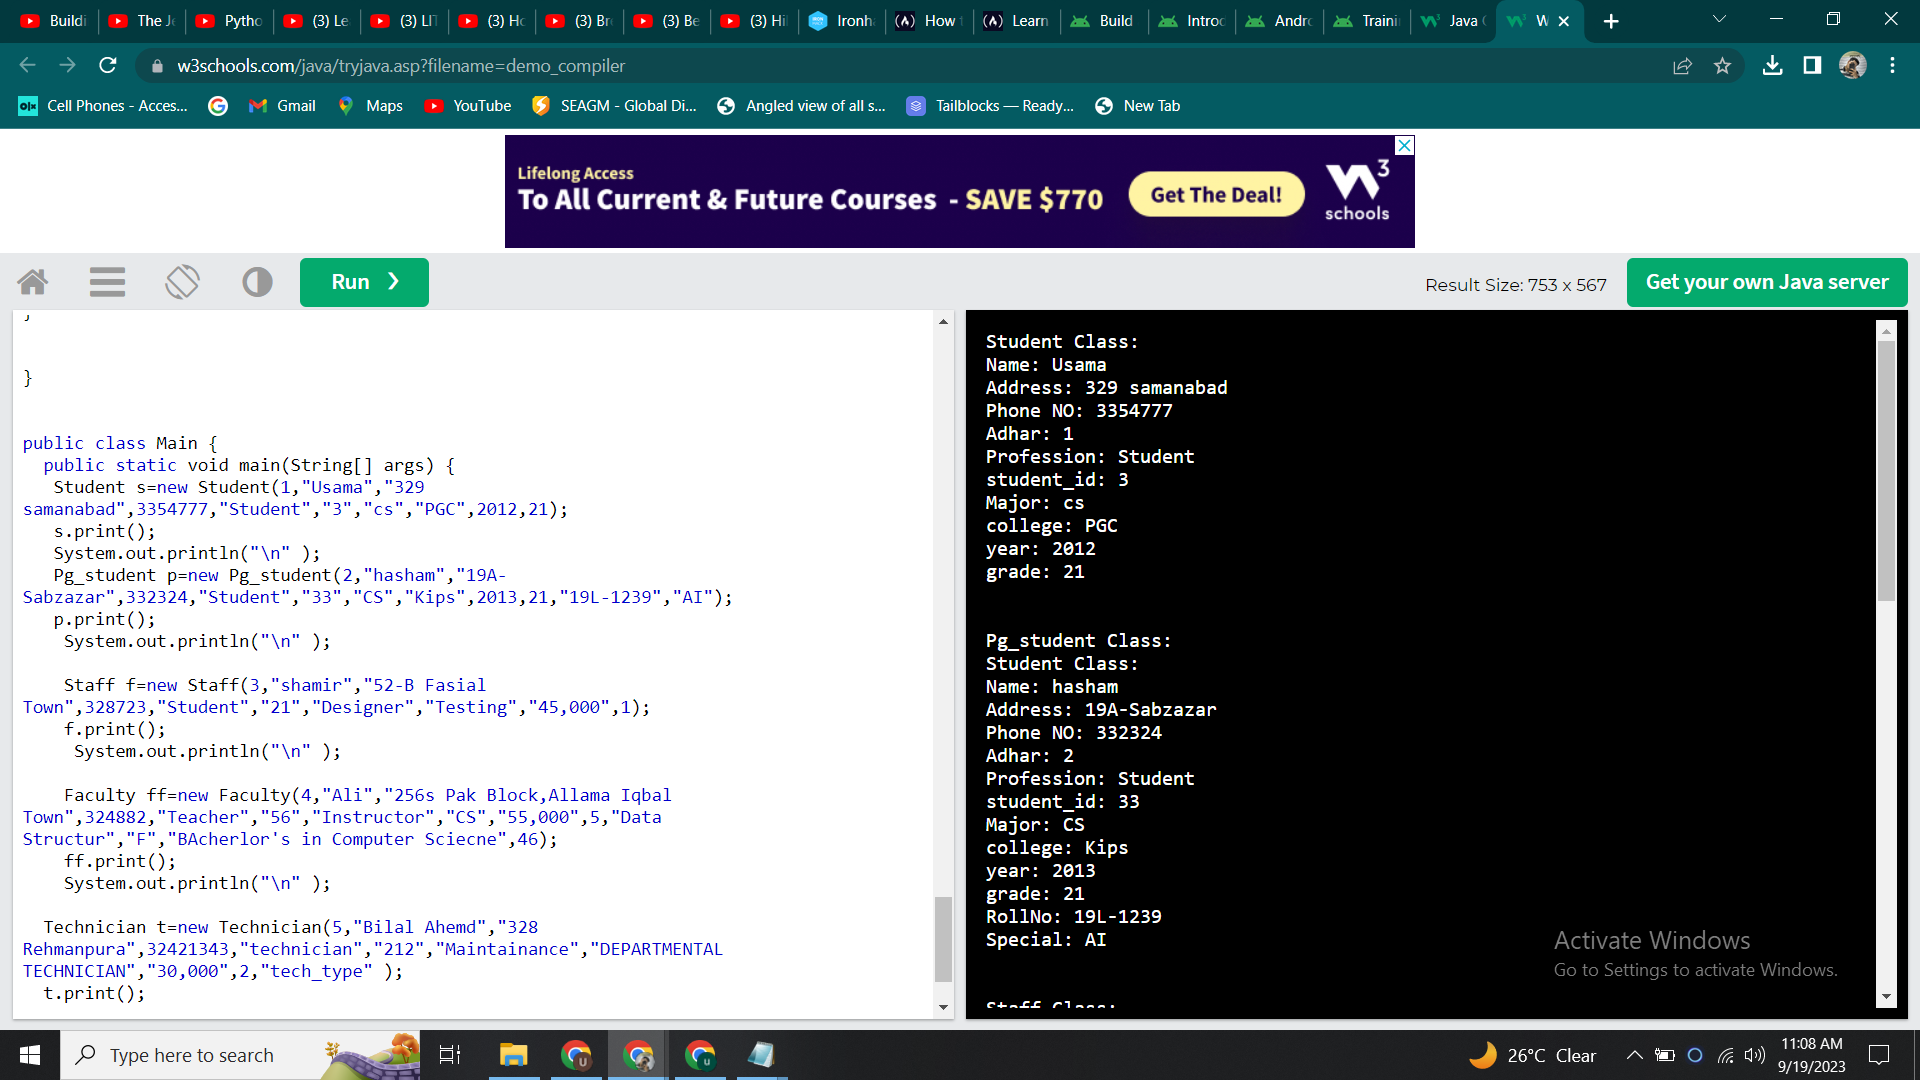 Buildi
The Je
Pytho
(3) Le
(3) LIT
(3) Ho
(3) Bro
(3) Be
(3) Hil
Ironha
How t
Learn
Build
Introd
Andro
Trainin
Java C
W
w3schools.com/java/tryjava.asp?filename=demo_compiler
Cell Phones - Acces...
Gmail
Maps
YouTube
SEAGM - Global Di...
Angled view of all s...
Tailblocks — Ready...
New Tab
Lifelong Access
To All Current & Future Courses - SAVE $770
Get The Deal!
W3
schools
Run ❯
Result Size: 753 x 567
Get your own Java server
}
}
public class Main {
public static void main(String[] args) {
Student s=new Student(1,"Usama","329
samanabad",3354777,"Student","3","cs","PGC",2012,21);
s.print();
System.out.println("\n" );
Pg_student p=new Pg_student(2,"hasham","19A-
Sabzazar",332324,"Student","33","CS","Kips",2013,21,"19L-1239","AI");
p.print();
System.out.println("\n" );
Staff f=new Staff(3,"shamir","52-B Fasial
Town",328723,"Student","21","Designer","Testing","45,000",1);
f.print();
System.out.println("\n" );
Faculty ff=new Faculty(4,"Ali","256s Pak Block,Allama Iqbal
Town",324882,"Teacher","56","Instructor","CS","55,000",5,"Data
Structur","F","BAcherlor's in Computer Sciecne",46);
ff.print();
System.out.println("\n" );
Technician t=new Technician(5,"Bilal Ahemd","328
Rehmanpura",32421343,"technician","212","Maintainance","DEPARTMENTAL
TECHNICIAN","30,000",2,"tech_type" );
t.print();
Student Class:
Name: Usama
Address: 329 samanabad
Phone NO: 3354777
Adhar: 1
Profession: Student
student_id: 3
Major: cs
college: PGC
year: 2012
grade: 21
Pg_student Class:
Student Class:
Name: hasham
Address: 19A-Sabzazar
Phone NO: 332324
Adhar: 2
Profession: Student
student_id: 33
Major: CS
college: Kips
year: 2013
grade: 21
RollNo: 19L-1239
Special: AI
Staff Class:
Activate Windows
Go to Settings to activate Windows.
Type here to search
26°C Clear
11:08 AM
9/19/2023